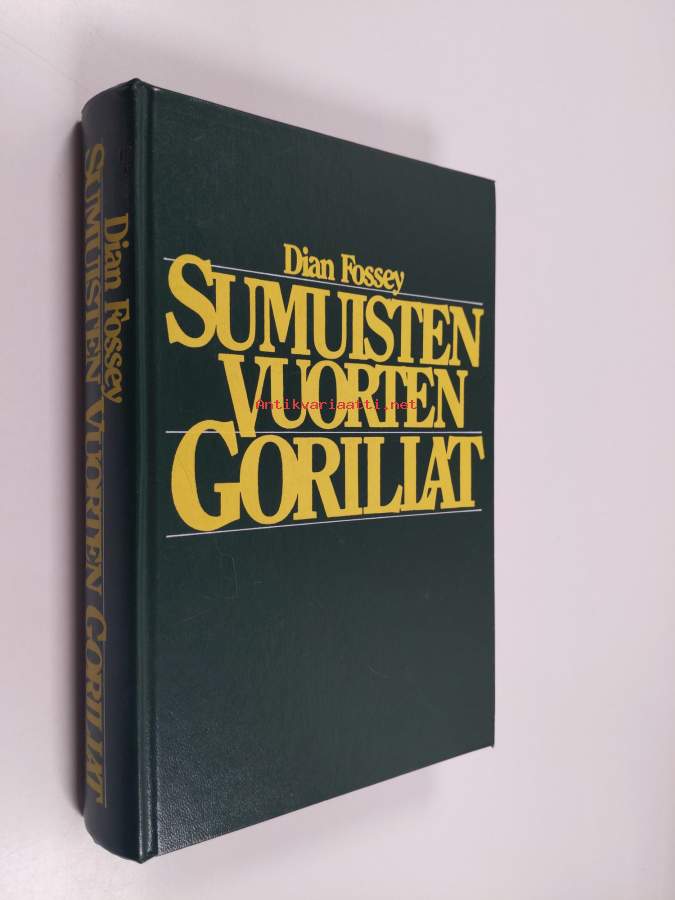 Dian Fossey
SUMUISTEN
VUORTEN
GORILLAT
Antikvariaatti.net
Dian Fossey
SUMUISTEN VUORTEN GORILLAT